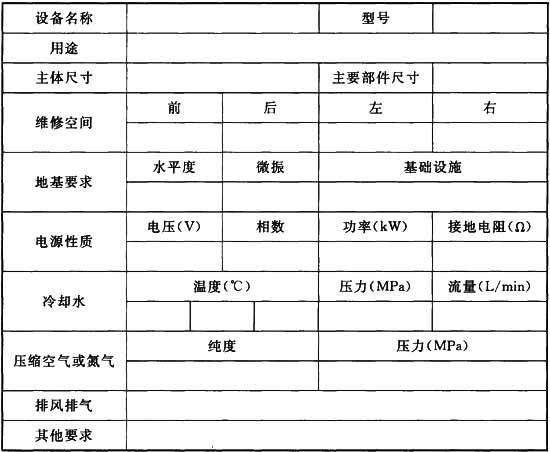 设备名称 型号
用途
主体尺寸 主要部件尺寸
维修空间 前 后 左 右
地基要求 水平度 微振 基础设施
电源性质 电压(V) 相数 功率(kW) 接地电阻(Ω)
冷却水 温度(℃) 压力(MPa) 流量(L/min)
压缩空气或氮气 纯度 压力(MPa)
排风排气
其他要求